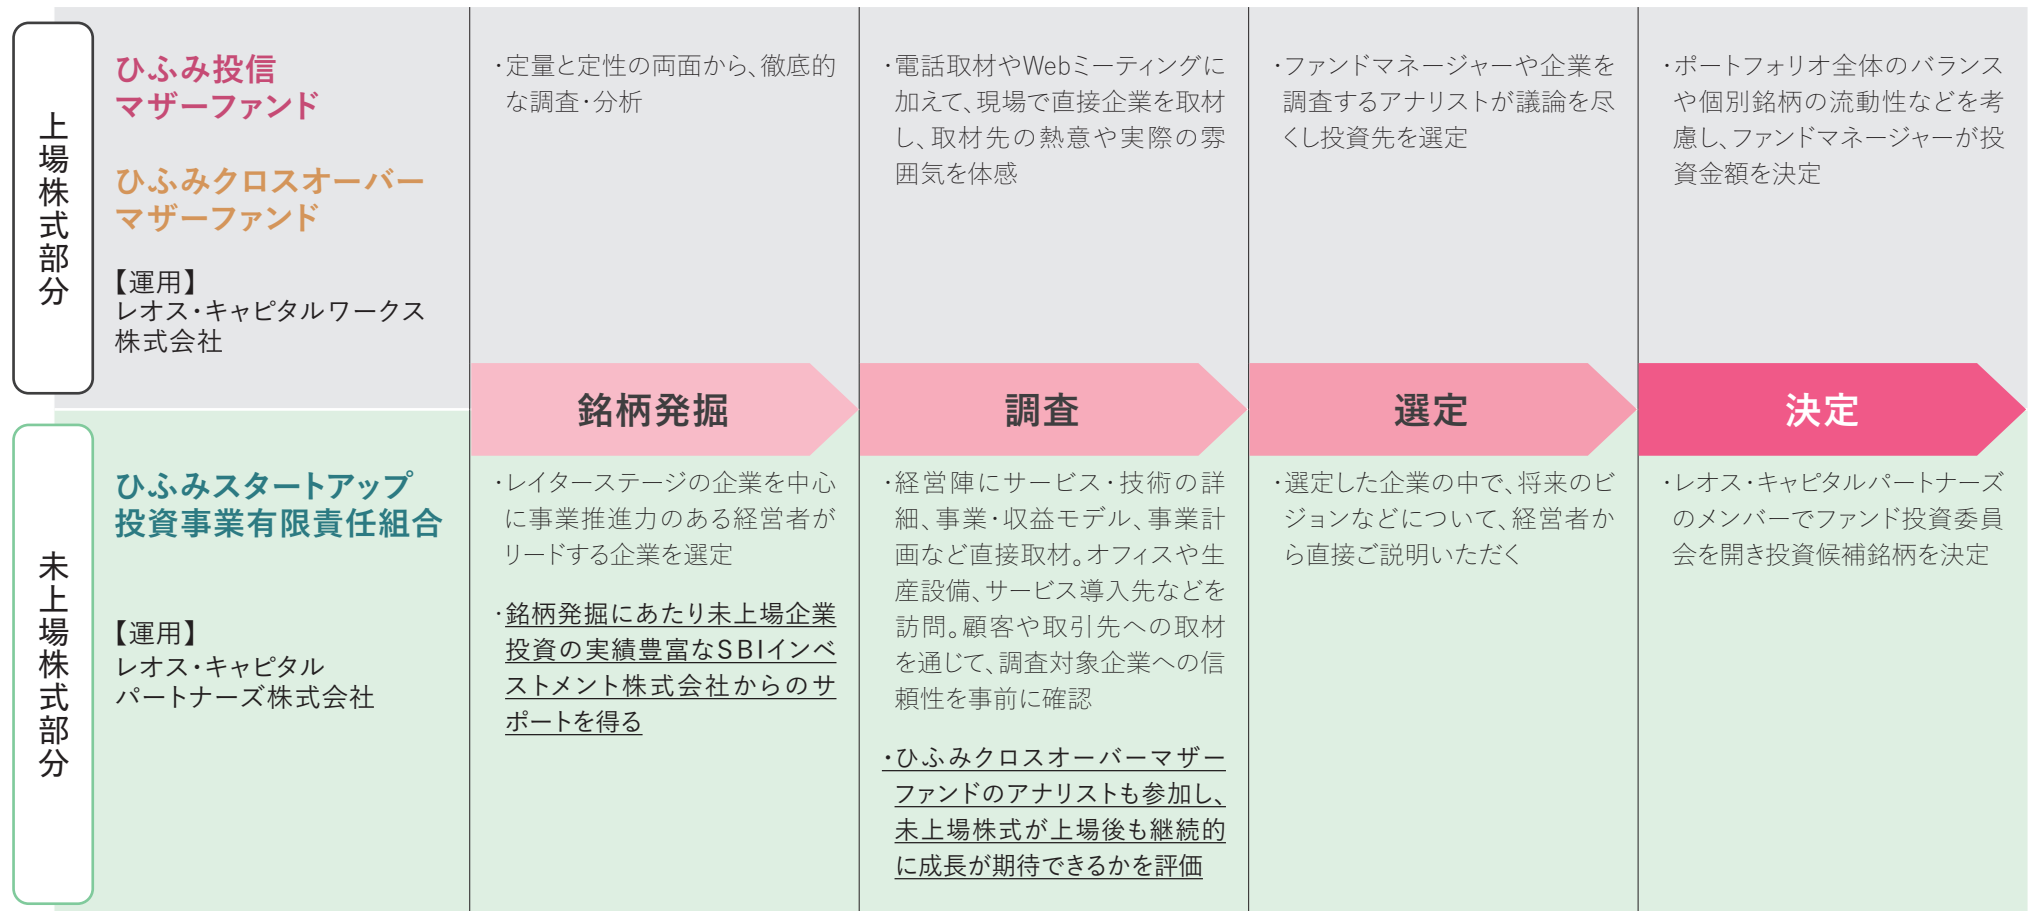 上場株式部分
ひふみ投信
マザーファンド
ひふみクロスオーバー
マザーファンド
【運用】
レオス・キャピタルワークス
株式会社
・定量と定性の両面から、徹底的
な調査・分析
・電話取材やWebミーティングに
加えて、現場で直接企業を取材
し、取材先の熱意や実際の雰
囲気を体感
・ファンドマネージャーや企業を
調査するアナリストが議論を尽
くし投資先を選定
・ポートフォリオ全体のバランス
や個別銘柄の流動性などを考
慮し、ファンドマネージャーが投
資金額を決定
銘柄発掘
調査
選定
決定
未上場株式部分
ひふみスタートアップ
投資事業有限責任組合
【運用】
レオス・キャピタル
パートナーズ株式会社
・レイターステージの企業を中心
に事業推進力のある経営者が
リードする企業を選定
・銘柄発掘にあたり未上場企業
投資の実績豊富なSBIインベ
ストメント株式会社からのサ
ポートを得る
・経営陣にサービス・技術の詳
細、事業・収益モデル、事業計
画など直接取材。オフィスや生
産設備、サービス導入先などを
訪問。顧客や取引先への取材
を通じて、調査対象企業への信
頼性を事前に確認
・ひふみクロスオーバーマザー
ファンドのアナリストも参加し、
未上場株式が上場後も継続的
に成長が期待できるかを評価
・選定した企業の中で、将来のビ
ジョンなどについて、経営者か
ら直接ご説明いただく
・レオス・キャピタルパートナーズ
のメンバーでファンド投資委員
会を開き投資候補銘柄を決定